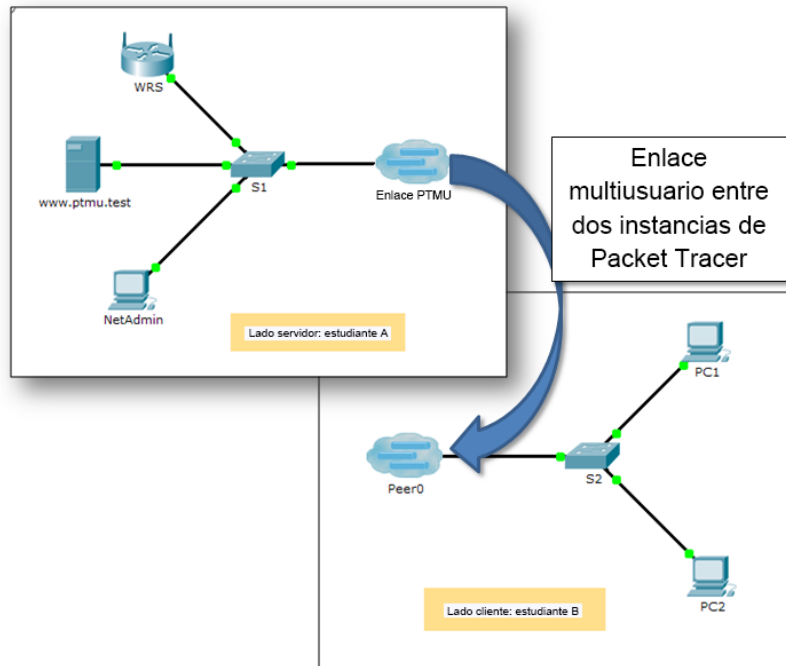 WRS
www.ptmu.test
S1
Enlace PTMU
NetAdmin
Lado servidor: estudiante A
Enlace
multiusuario entre
dos instancias de
Packet Tracer
PC1
Peer0
S2
PC2
Lado cliente: estudiante B